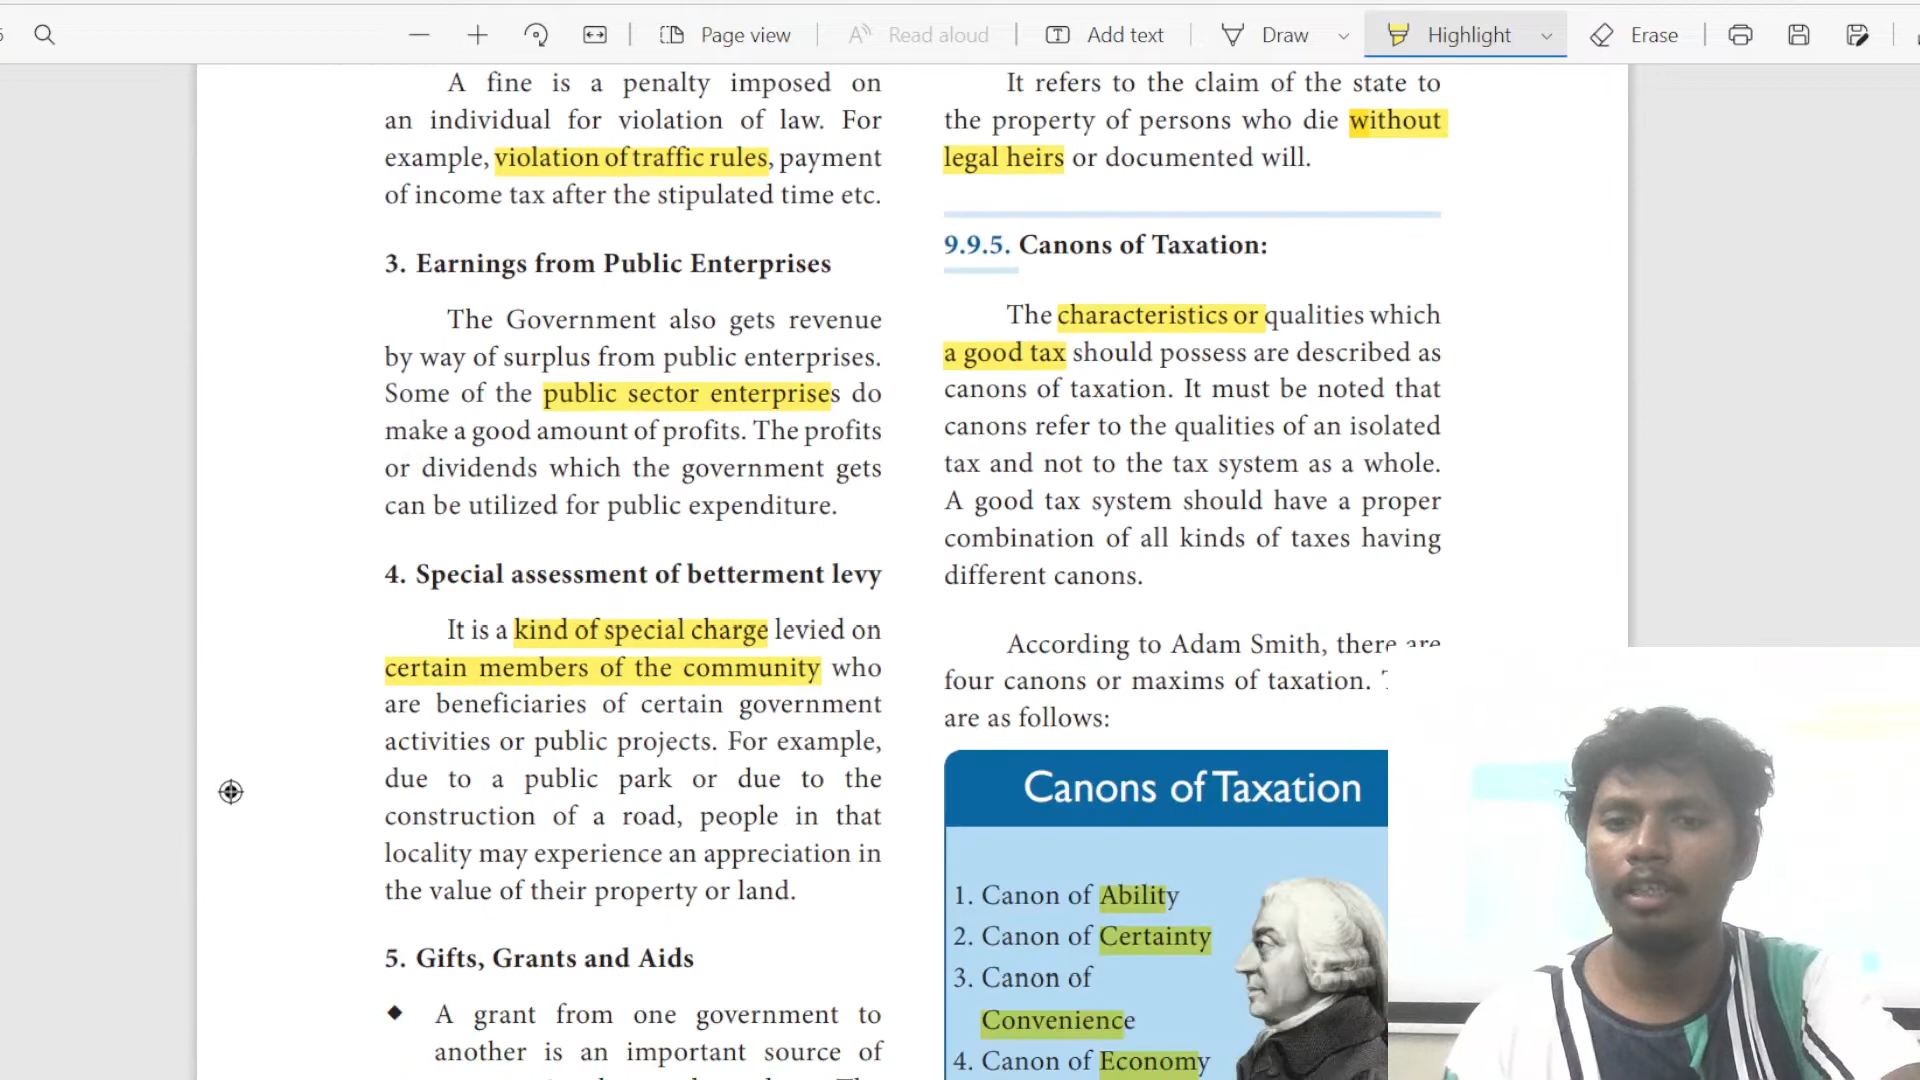 Page view
Read aloud
Add text
Draw
Highlight
Erase
A fine is a penalty imposed on
an individual for violation of law. For
example, violation of traffic rules, payment
of income tax after the stipulated time etc.
3. Earnings from Public Enterprises
The Government also gets revenue
by way of surplus from public enterprises.
Some of the public sector enterprises do
make a good amount of profits. The profits
or dividends which the government gets
can be utilized for public expenditure.
4. Special assessment of betterment levy
It is a kind of special charge levied on
certain members of the community who
are beneficiaries of certain government
activities or public projects. For example,
due to a public park or due to the
construction of a road, people in that
locality may experience an appreciation in
the value of their property or land.
5. Gifts, Grants and Aids
◆ A grant from one government to
another is an important source of
It refers to the claim of the state to
the property of persons who die without
legal heirs or documented will.
9.9.5. Canons of Taxation:
The characteristics or qualities which
a good tax should possess are described as
canons of taxation. It must be noted that
canons refer to the qualities of an isolated
tax and not to the tax system as a whole.
A good tax system should have a proper
combination of all kinds of taxes having
different canons.
According to Adam Smith, there are
four canons or maxims of taxation.
are as follows:
Canons of Taxation
1. Canon of Ability
2. Canon of Certainty
3. Canon of
Convenience
4. Canon of Economy